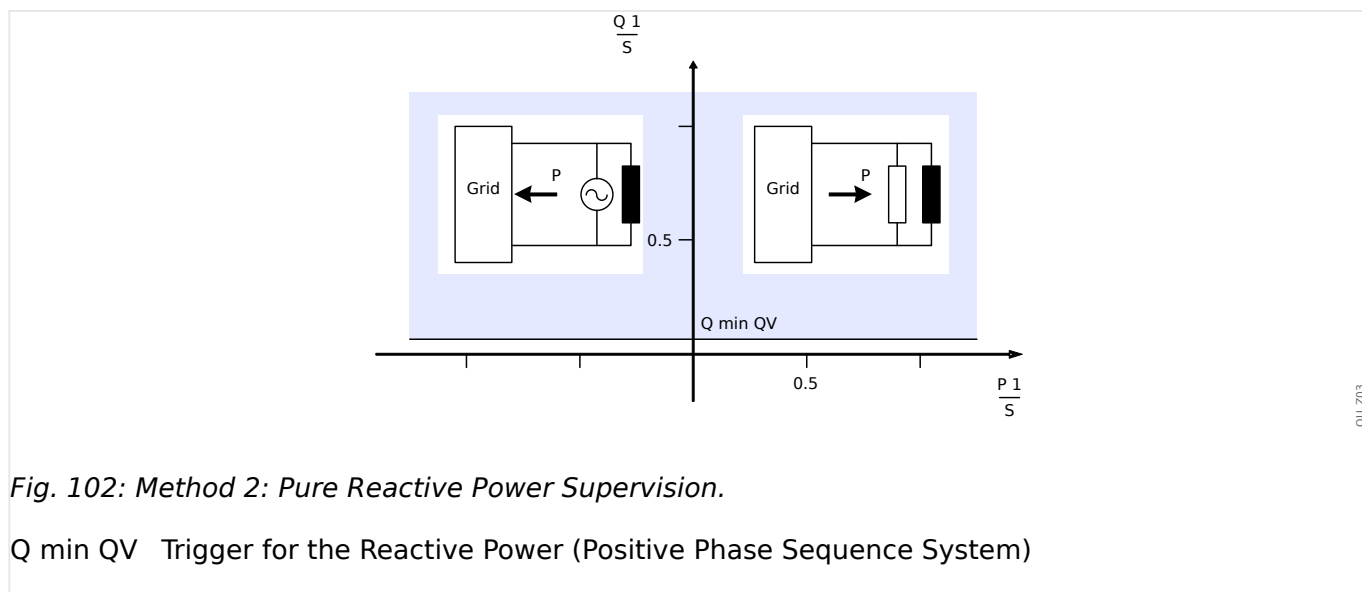 Q 1
S
P
P
Grid
Grid
0.5
Q min QV
0.5
P 1
S
Fig. 102: Method 2: Pure Reactive Power Supervision.
Q min QV Trigger for the Reactive Power (Positive Phase Sequence System)